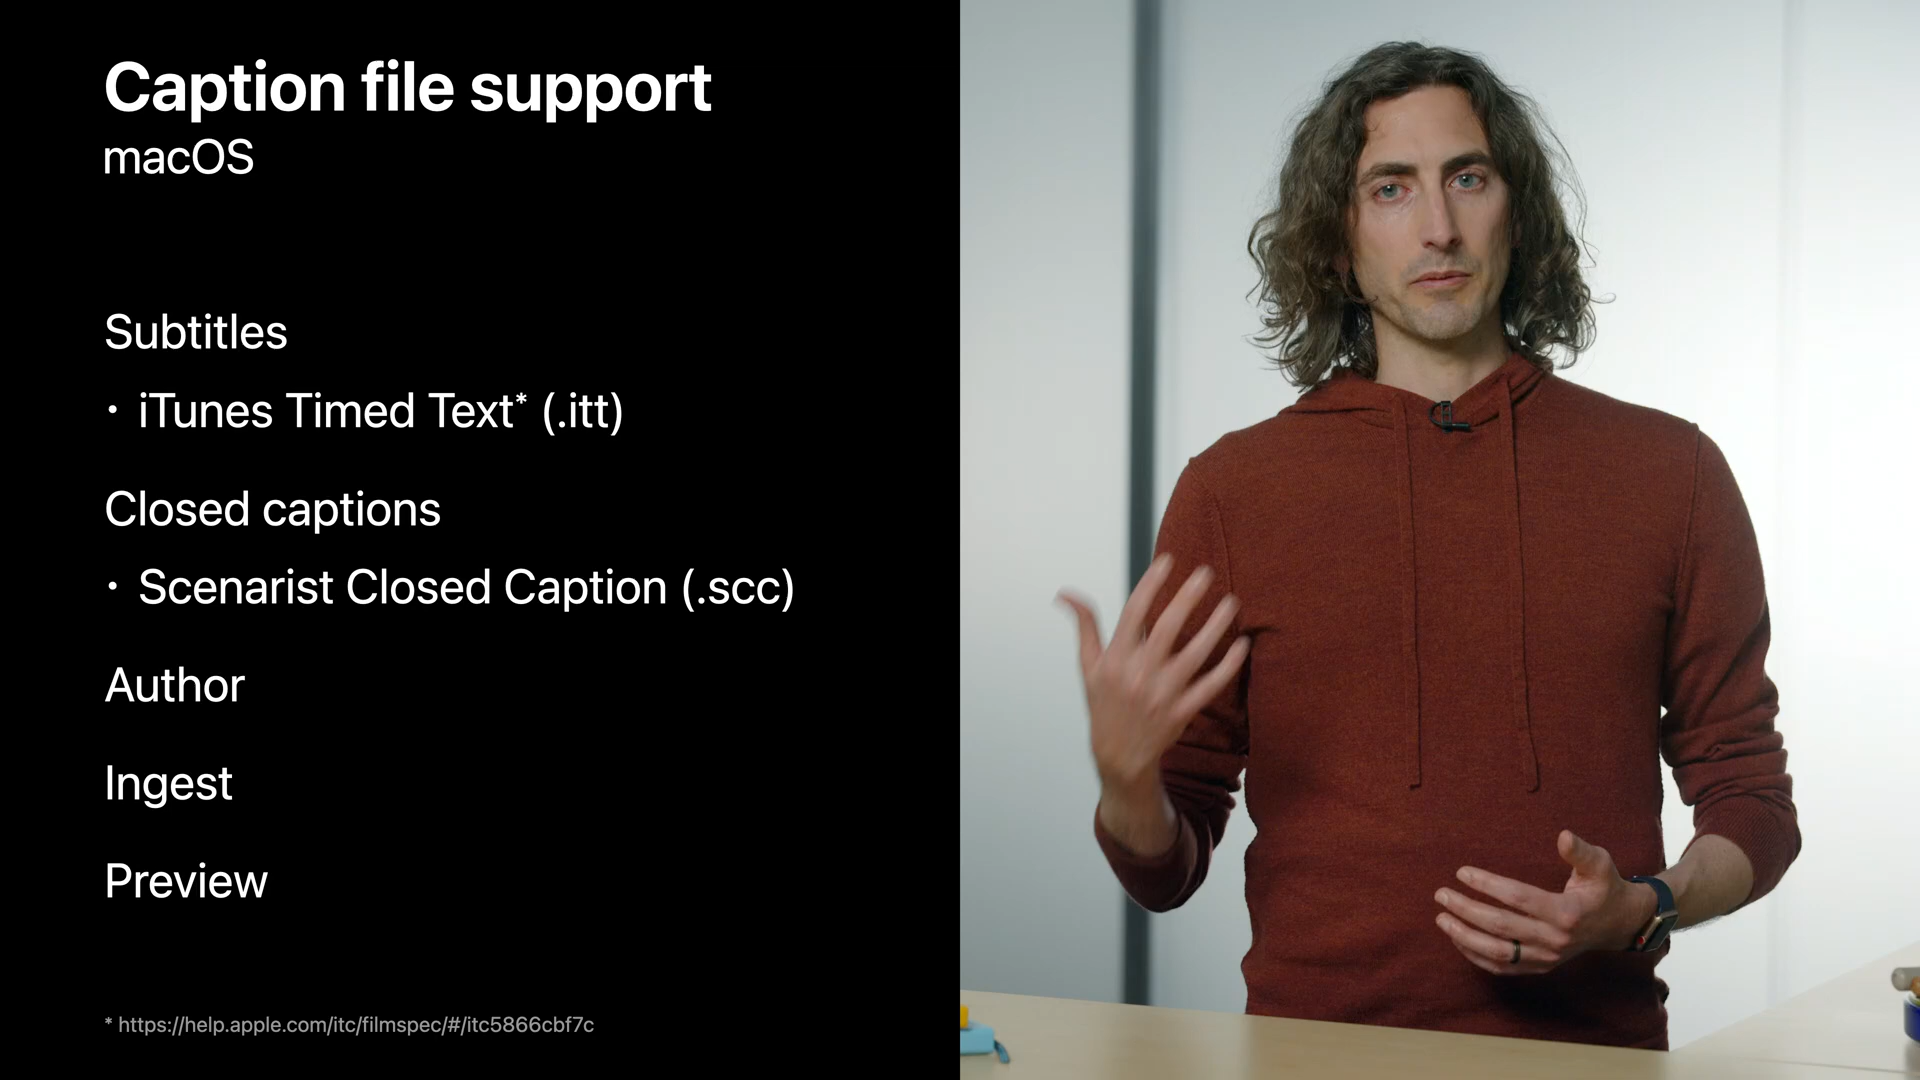 Caption file support
macOS
Subtitles
• iTunes Timed Text* (.itt)
Closed captions
• Scenarist Closed Caption (.scc)
Author
Ingest
Preview
* https://help.apple.com/itc/filmspec/#/itc5866cbf7c